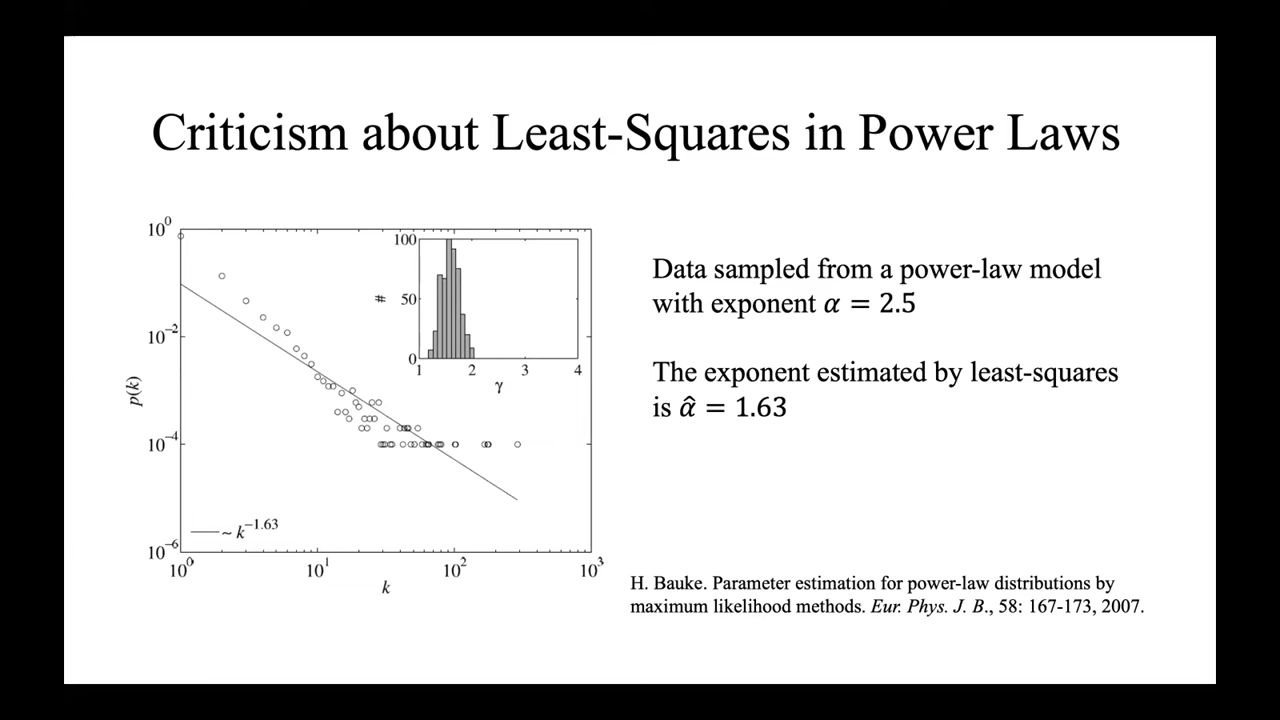 Criticism about Least-Squares in Power Laws
10^0
10^-2
10^-4
10^-6
p(k)
10^0 10^1 10^2 10^3
k
~ k^-1.63
100
50
0
#
1 2 3 4
γ
Data sampled from a power-law model
with exponent α = 2.5
The exponent estimated by least-squares
is α̂ = 1.63
H. Bauke. Parameter estimation for power-law distributions by
maximum likelihood methods. Eur. Phys. J. B., 58: 167-173, 2007.